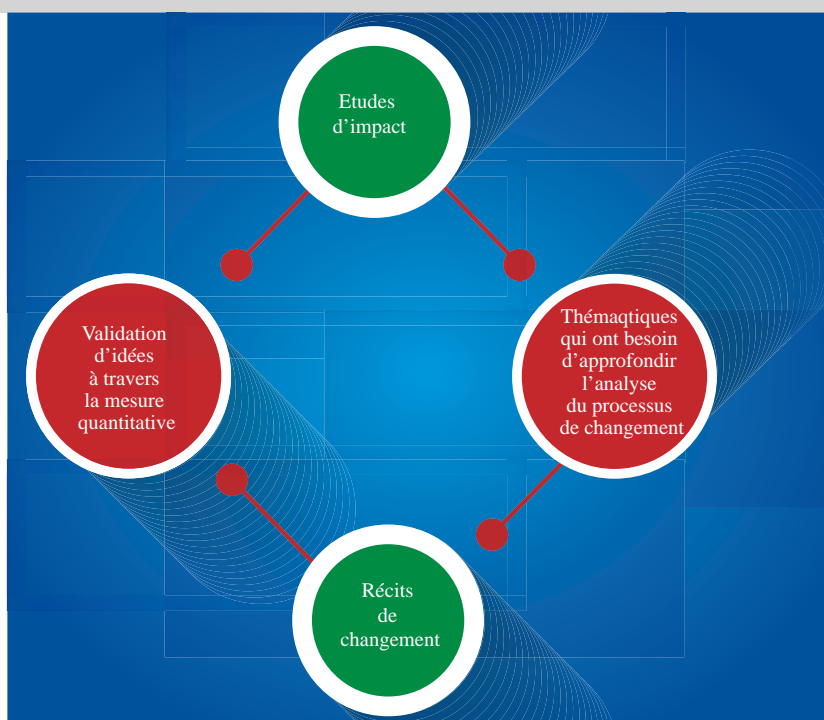 Etudes
d’impact
Validation
d’idées
à travers
la mesure
quantitative
Thémaqtiques
qui ont besoin
d’approfondir
l’analyse
du processus
de changement
Récits
de
changement